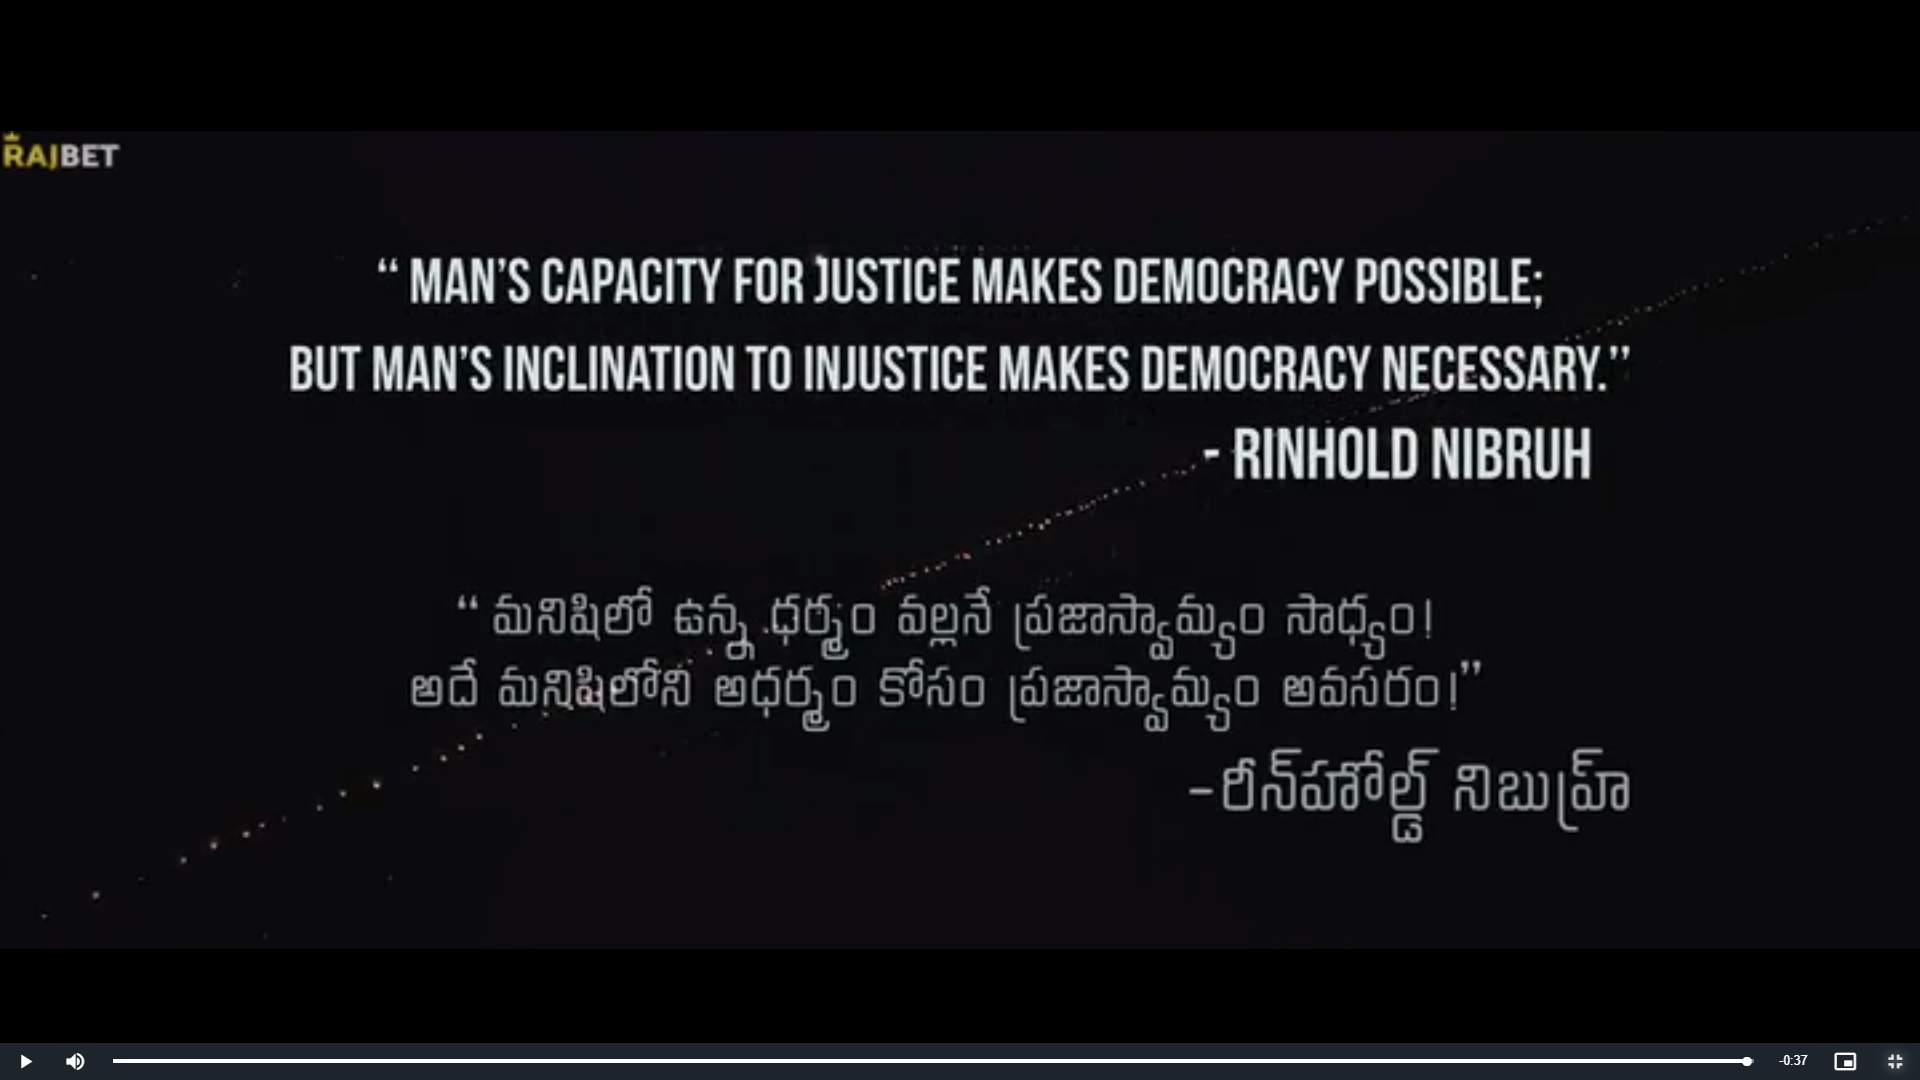 RAJBET
“ MAN’S CAPACITY FOR JUSTICE MAKES DEMOCRACY POSSIBLE;
BUT MAN’S INCLINATION TO INJUSTICE MAKES DEMOCRACY NECESSARY.”
- RINHOLD NIBRUH
“ మనిషిలో ఉన్న ధర్మం వల్లనే ప్రజాస్వామ్యం సాధ్యం!
అదే మనిషిలోని అధర్మం కోసం ప్రజాస్వామ్యం అవసరం!”
-రీన్‌హోల్డ్ నిబుహ్ర్
-0:37